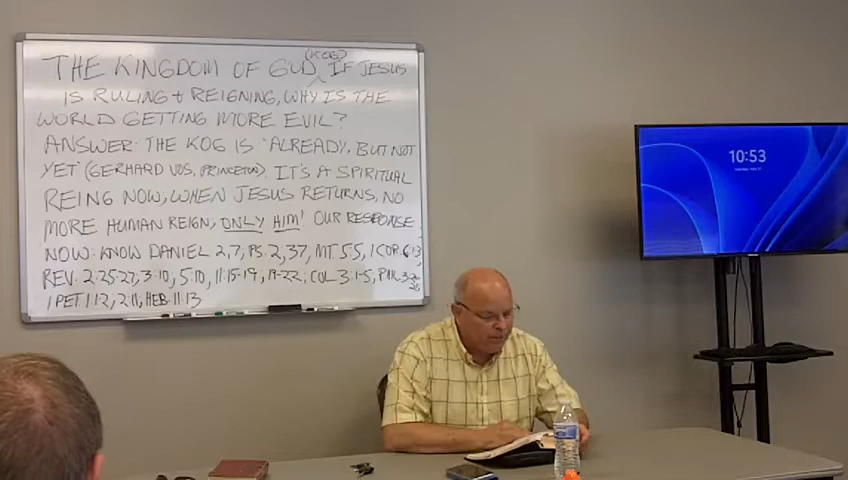 (KOG)
THE KINGDOM OF GOD ^ IF JESUS
IS RULING + REIGNING, WHY IS THE
WORLD GETTING MORE EVIL?
ANSWER: THE KOG IS "ALREADY, BUT NOT
YET" (GERHARD VOS, PRINCETON). IT'S A SPIRITUAL
REING NOW, WHEN JESUS RETURNS, NO
MORE HUMAN REIGN, ONLY HIM! OUR RESPONSE
NOW: KNOW DANIEL 2,7; PS. 2,37, MT. 5:5, 1 COR. 6:13,
REV. 2:25-27, 3:10, 5:10, 11:15-19, 19-22; COL 3:1-5, PHIL 3:20
1 PET 1:1-2, 2:11, HEB. 11:13
10:53